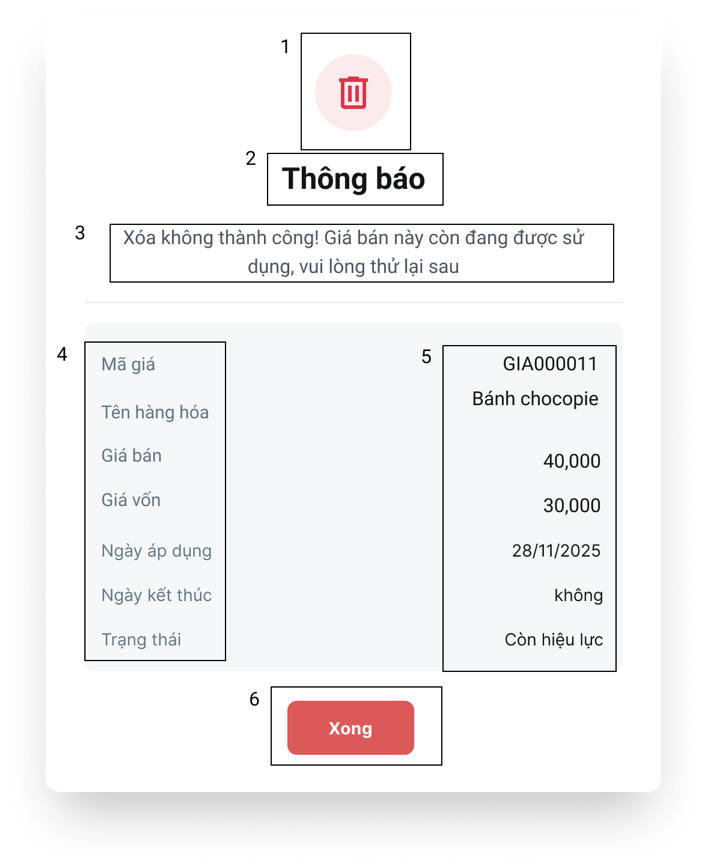 1
2
Thông báo
3
Xóa không thành công! Giá bán này còn đang được sử
dụng, vui lòng thử lại sau
4
5
Mã giá GIA000011
Tên hàng hóa Bánh chocopie
Giá bán 40,000
Giá vốn 30,000
Ngày áp dụng 28/11/2025
Ngày kết thúc không
Trạng thái Còn hiệu lực
6
Xong